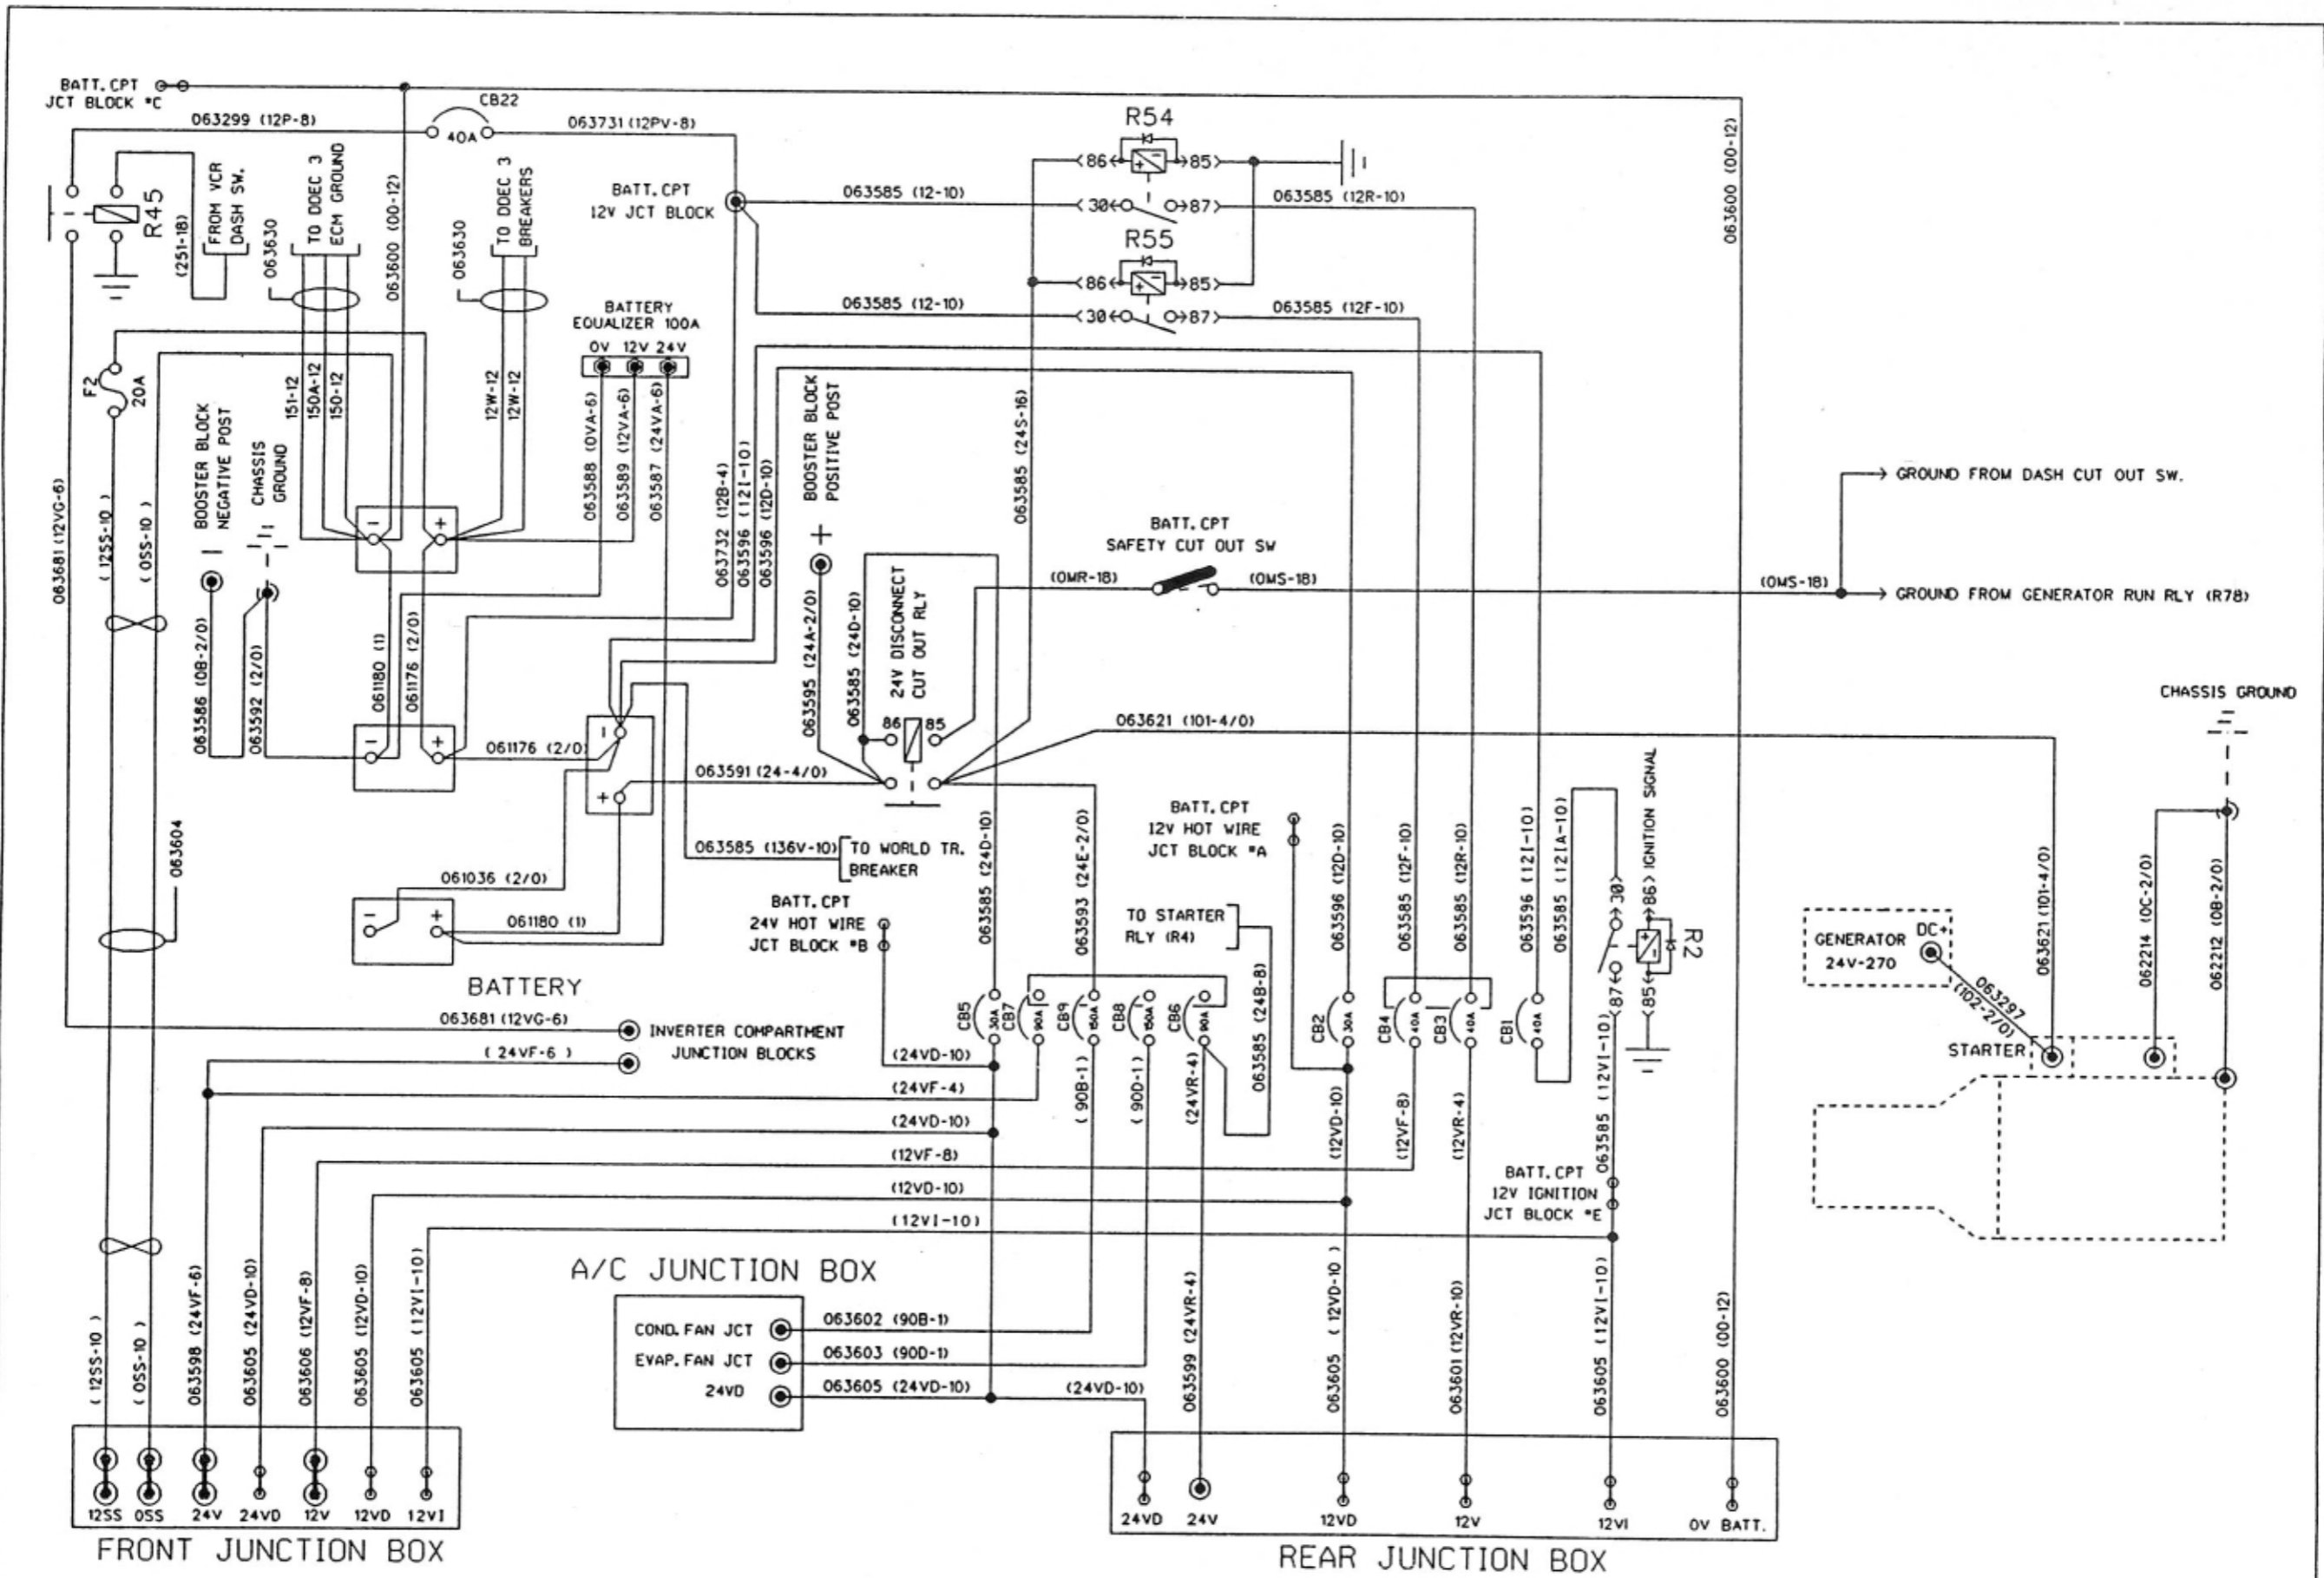 BATT. CPT
JCT BLOCK "C
CB22
40A
063299 (12P-8)
063731 (12PV-8)
R45
(251-18)
FROM VCR
DASH SW.
063630
TO DDEC 3
ECM GROUND
063600 (00-12)
063630
TO DDEC 3
BREAKERS
BATT. CPT
12V JCT BLOCK
R54
86
85
063585 (12-10)
30
87
063585 (12R-10)
R55
86
85
063585 (12-10)
30
87
063585 (12F-10)
063600 (00-12)
BATTERY
EQUALIZER 100A
0V 12V 24V
F2
20A
151-12
150A-12
150-12
12W-12
12W-12
063588 (0VA-6)
063589 (12VA-6)
063587 (24VA-6)
063681 (12VG-6)
(12SS-10 )
(0SS-10 )
BOOSTER BLOCK
NEGATIVE POST
CHASSIS
GROUND
- +
063732 (12B-4)
063596 (12I-10)
063596 (12D-10)
BOOSTER BLOCK
POSITIVE POST
063585 (24S-16)
GROUND FROM DASH CUT OUT SW.
BATT. CPT
SAFETY CUT OUT SW
(0MR-18)
(0MS-18)
(0MS-18)
GROUND FROM GENERATOR RUN RLY (R78)
063586 (0B-2/0)
063592 (2/0)
061180 (1)
061176 (2/0)
063595 (24A-2/0)
063585 (24D-10)
24V DISCONNECT
CUT OUT RLY
86 85
- +
061176 (2/0)
-
+
063591 (24-4/0)
063621 (101-4/0)
CHASSIS GROUND
063604
063585 (136V-10)
TO WORLD TR.
BREAKER
061036 (2/0)
- +
061180 (1)
BATTERY
BATT. CPT
24V HOT WIRE
JCT BLOCK "B
063585 (24D-10)
063593 (24E-2/0)
BATT. CPT
12V HOT WIRE
JCT BLOCK "A
TO STARTER
RLY (R4)
063585 (24B-8)
063596 (12D-10)
063585 (12F-10)
063585 (12R-10)
063596 (12I-10)
063585 (12IA-10)
30
86
IGNITION SIGNAL
R2
87
85
GENERATOR DC+
24V-270
063297
(102-2/0)
063621 (101-4/0)
062214 (0C-2/0)
062212 (0B-2/0)
STARTER
063681 (12VG-6)
INVERTER COMPARTMENT
JUNCTION BLOCKS
( 24VF-6 )
CB5
30A
CB7
90A
CB9
150A
CB8
150A
CB6
90A
CB2
30A
CB4
40A
CB3
40A
CB1
40A
(24VD-10)
(24VF-4)
(24VD-10)
(12VF-8)
(12VD-10)
(12VI-10)
( 90B-1 )
( 90D-1 )
(24VR-4)
(12VD-10)
(12VF-8)
(12VR-4)
063585 (12VI-10)
BATT. CPT
12V IGNITION
JCT BLOCK "E
( 12SS-10 )
( 0SS-10 )
063598 (24VF-6)
063605 (24VD-10)
063606 (12VF-8)
063605 (12VD-10)
063605 (12VI-10)
A/C JUNCTION BOX
COND. FAN JCT
063602 (90B-1)
EVAP. FAN JCT
063603 (90D-1)
24VD
063605 (24VD-10)
(24VD-10)
063599 (24VR-4)
063605 ( 12VD-10 )
063601 (12VR-10)
063605 (12VI-10)
063600 (00-12)
12SS 0SS 24V 24VD 12V 12VD 12VI
FRONT JUNCTION BOX
24VD 24V 12VD 12V 12VI 0V BATT.
REAR JUNCTION BOX